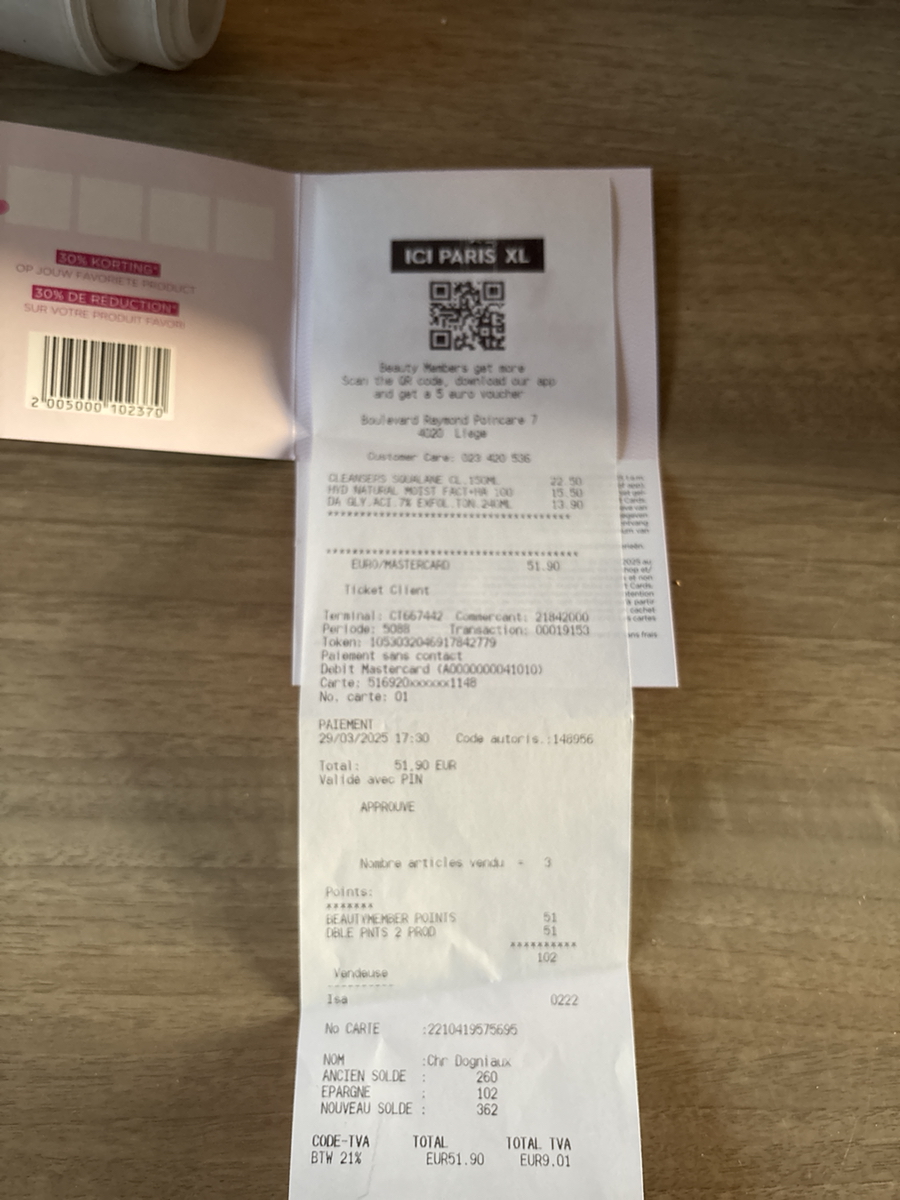 30% KORTING*
OP JOUW FAVORIETE PRODUCT
30% DE RÉDUCTION*
SUR VOTRE PRODUIT FAVORI
2 005000 102370
ICI PARIS XL
Beauty Members get more
Scan the QR code, download our app
and get a 5 euro voucher
Boulevard Raymond Poincare 7
4020 Liege
Customer Care: 023 420 536
CLEANSERS SQUALANE CL.150ML 22.50
HYD NATURAL MOIST FACT+HA 100 15.50
DA GLY.ACI.7% EXFOL.TON.240ML 13.90
******************************
*******************************
EURO/MASTERCARD 51.90
Ticket Client
Terminal: CT667442 Commercant: 21842000
Periode: 5088 Transaction: 00019153
Token: 1053032046917842779
Paiement sans contact
Debit Mastercard (A0000000041010)
Carte: 516920xxxxxx1148
No. carte: 01
PAIEMENT
29/03/2025 17:30 Code autoris.:148956
Total: 51,90 EUR
Validé avec PIN
APPROUVE
Nombre articles vendu = 3
Points:
*******
BEAUTYMEMBER POINTS 51
DBLE PNTS 2 PROD 51
**********
102
Vendeuse
----------
Isa 0222
No CARTE :2210419575695
NOM :Chr Dogniaux
ANCIEN SOLDE : 260
EPARGNE : 102
NOUVEAU SOLDE : 362
CODE-TVA TOTAL TOTAL TVA
BTW 21% EUR51.90 EUR9.01